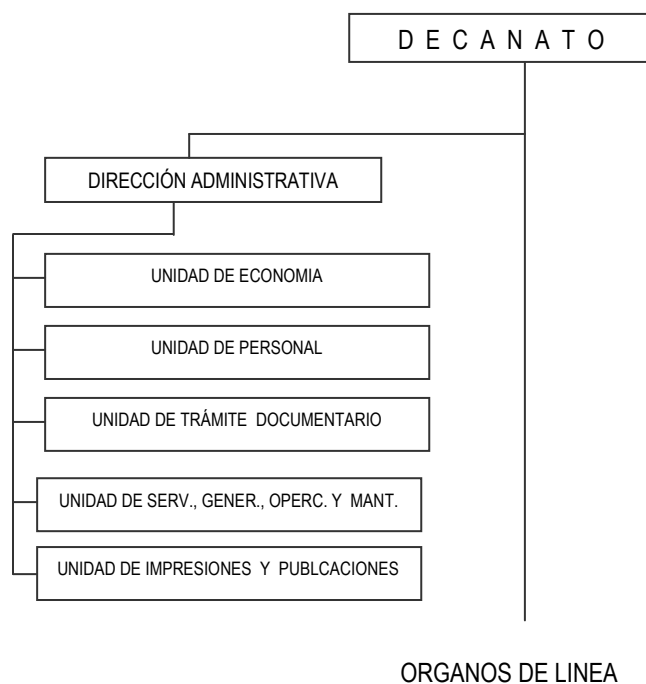 D E C A N A T O
DIRECCIÓN ADMINISTRATIVA
UNIDAD DE ECONOMIA
UNIDAD DE PERSONAL
UNIDAD DE TRÁMITE DOCUMENTARIO
UNIDAD DE SERV., GENER., OPERC. Y MANT.
UNIDAD DE IMPRESIONES Y PUBLCACIONES
ORGANOS DE LINEA